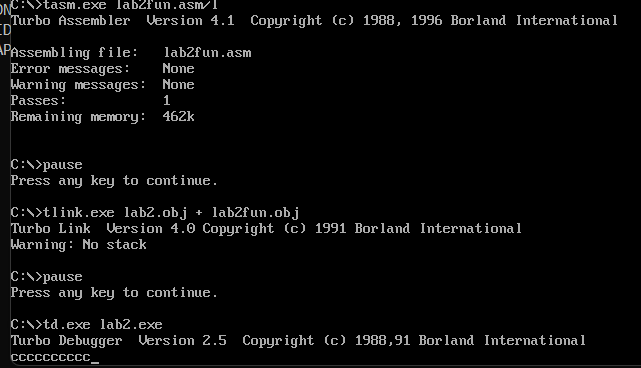 C:\>tasm.exe lab2fun.asm/l
Turbo Assembler  Version 4.1  Copyright (c) 1988, 1996 Borland International
Assembling file:   lab2fun.asm
Error messages:    None
Warning messages:  None
Passes:            1
Remaining memory:  462k
C:\>pause
Press any key to continue.
C:\>tlink.exe lab2.obj + lab2fun.obj
Turbo Link  Version 4.0 Copyright (c) 1991 Borland International
Warning: No stack
C:\>pause
Press any key to continue.
C:\>td.exe lab2.exe
Turbo Debugger  Version 2.5  Copyright (c) 1988,91 Borland International
cccccccccc_